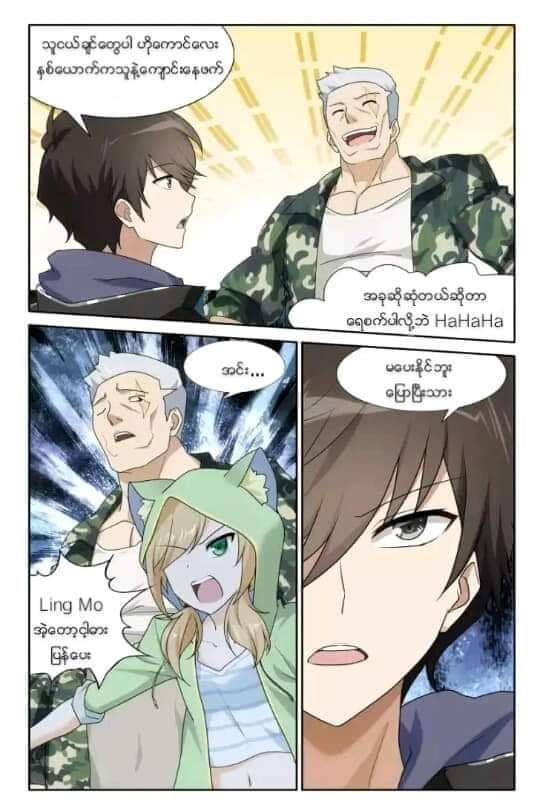 သူငယ်ချင်တွေပါ ဟိုကောင်လေး
နှစ်ယောက်ကသူနဲ့ကျောင်းနေဖက်
အခုဆိုဆုံတယ်ဆိုတာ
ရေစက်ပါလို့ဘဲ HaHaHa
အင်း...
မပေးနိုင်ဘူး
ပြောပြီးသား
Ling Mo
အဲ့တော့ငါ့ဓား
ပြန်ပေး